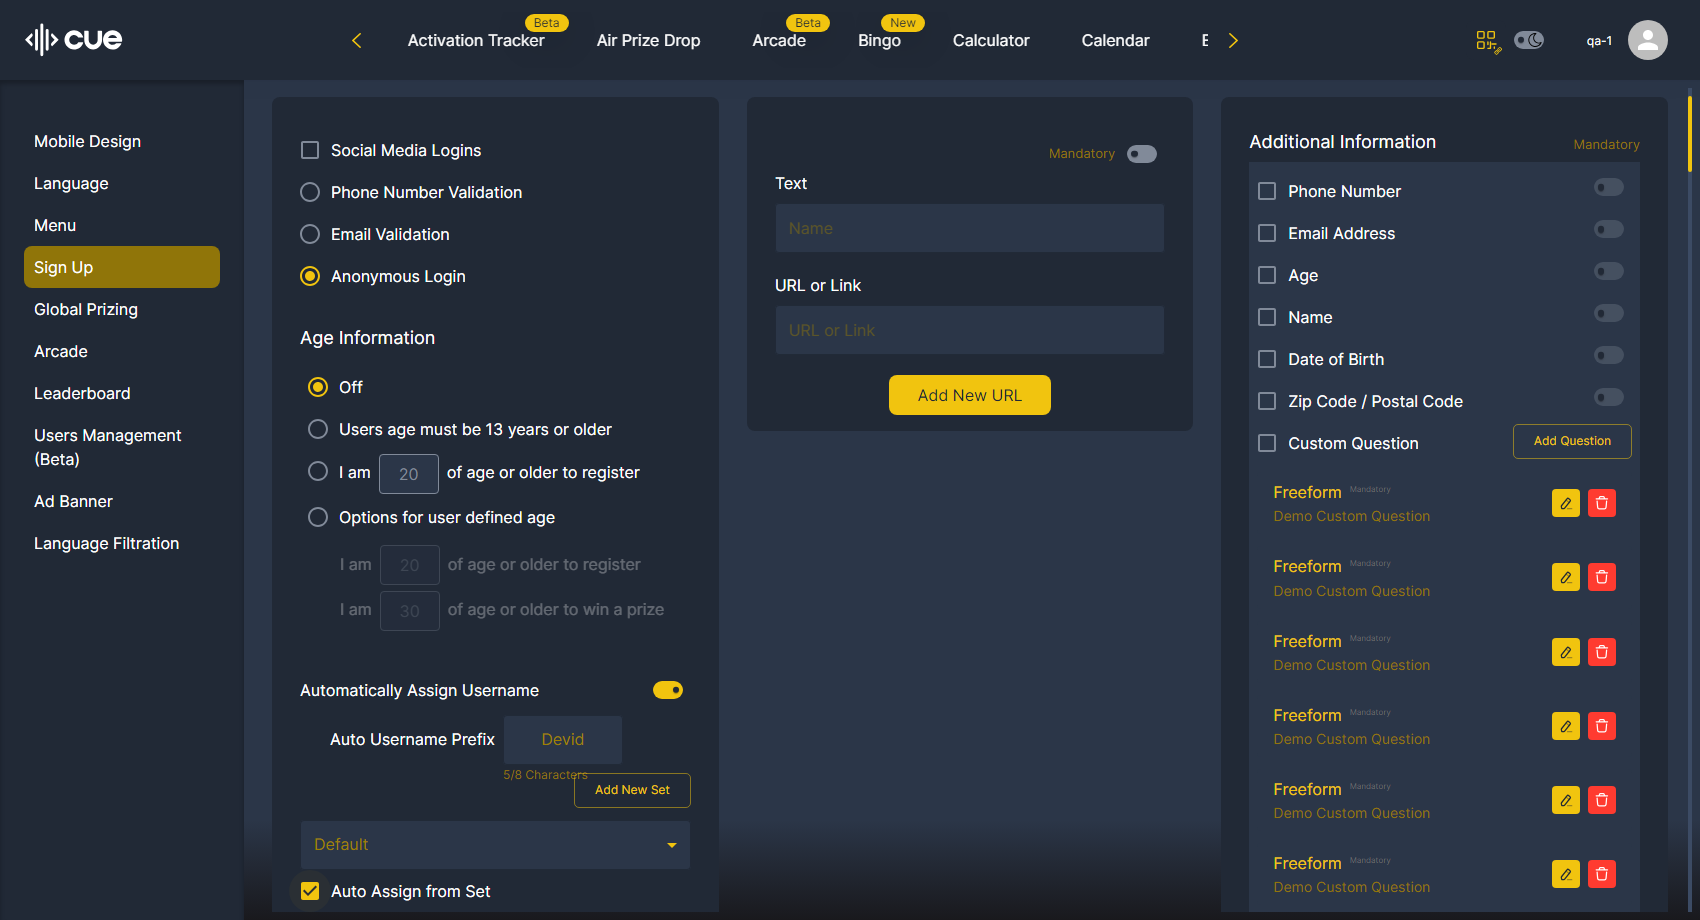 cue
Activation Tracker
Beta
Air Prize Drop
Arcade
Beta
Bingo
New
Calculator
Calendar
qa-1
Mobile Design
Language
Menu
Sign Up
Global Prizing
Arcade
Leaderboard
Users Management
(Beta)
Ad Banner
Language Filtration
Social Media Logins
Phone Number Validation
Email Validation
Anonymous Login
Age Information
Off
Users age must be 13 years or older
I am 20 of age or older to register
Options for user defined age
I am 20 of age or older to register
I am 30 of age or older to win a prize
Automatically Assign Username
Auto Username Prefix Devid
5/8 Characters
Add New Set
Default
Auto Assign from Set
Mandatory
Text
Name
URL or Link
URL or Link
Add New URL
Additional Information Mandatory
Phone Number
Email Address
Age
Name
Date of Birth
Zip Code / Postal Code
Custom Question Add Question
Freeform Mandatory
Demo Custom Question
Freeform Mandatory
Demo Custom Question
Freeform Mandatory
Demo Custom Question
Freeform Mandatory
Demo Custom Question
Freeform Mandatory
Demo Custom Question
Freeform Mandatory
Demo Custom Question